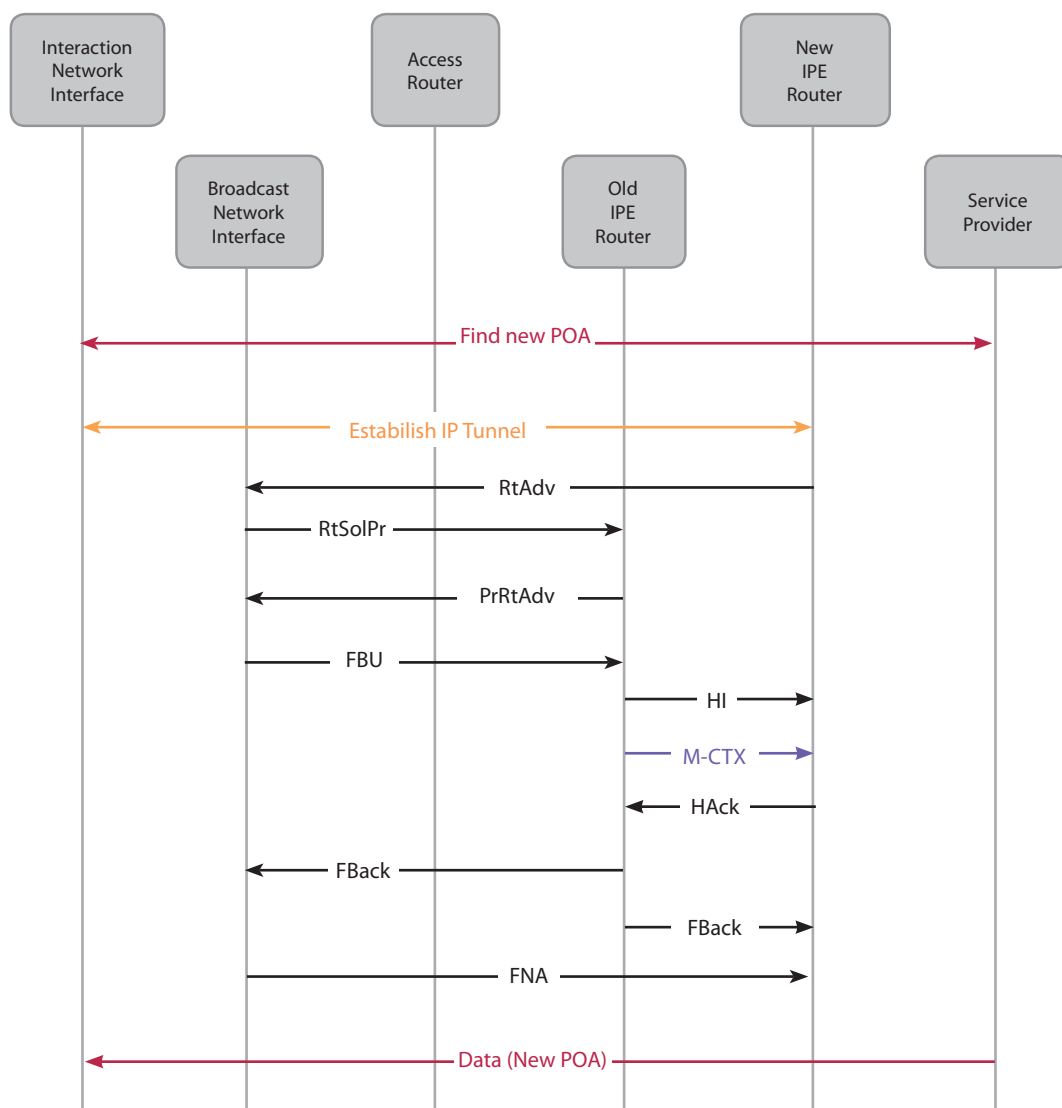 Interaction
Network
Interface
Access
Router
New
IPE
Router
Broadcast
Network
Interface
Old
IPE
Router
Service
Provider
Find new POA
Estabilish IP Tunnel
RtAdv
RtSolPr
PrRtAdv
FBU
HI
M-CTX
HAck
FBack
FBack
FNA
Data (New POA)